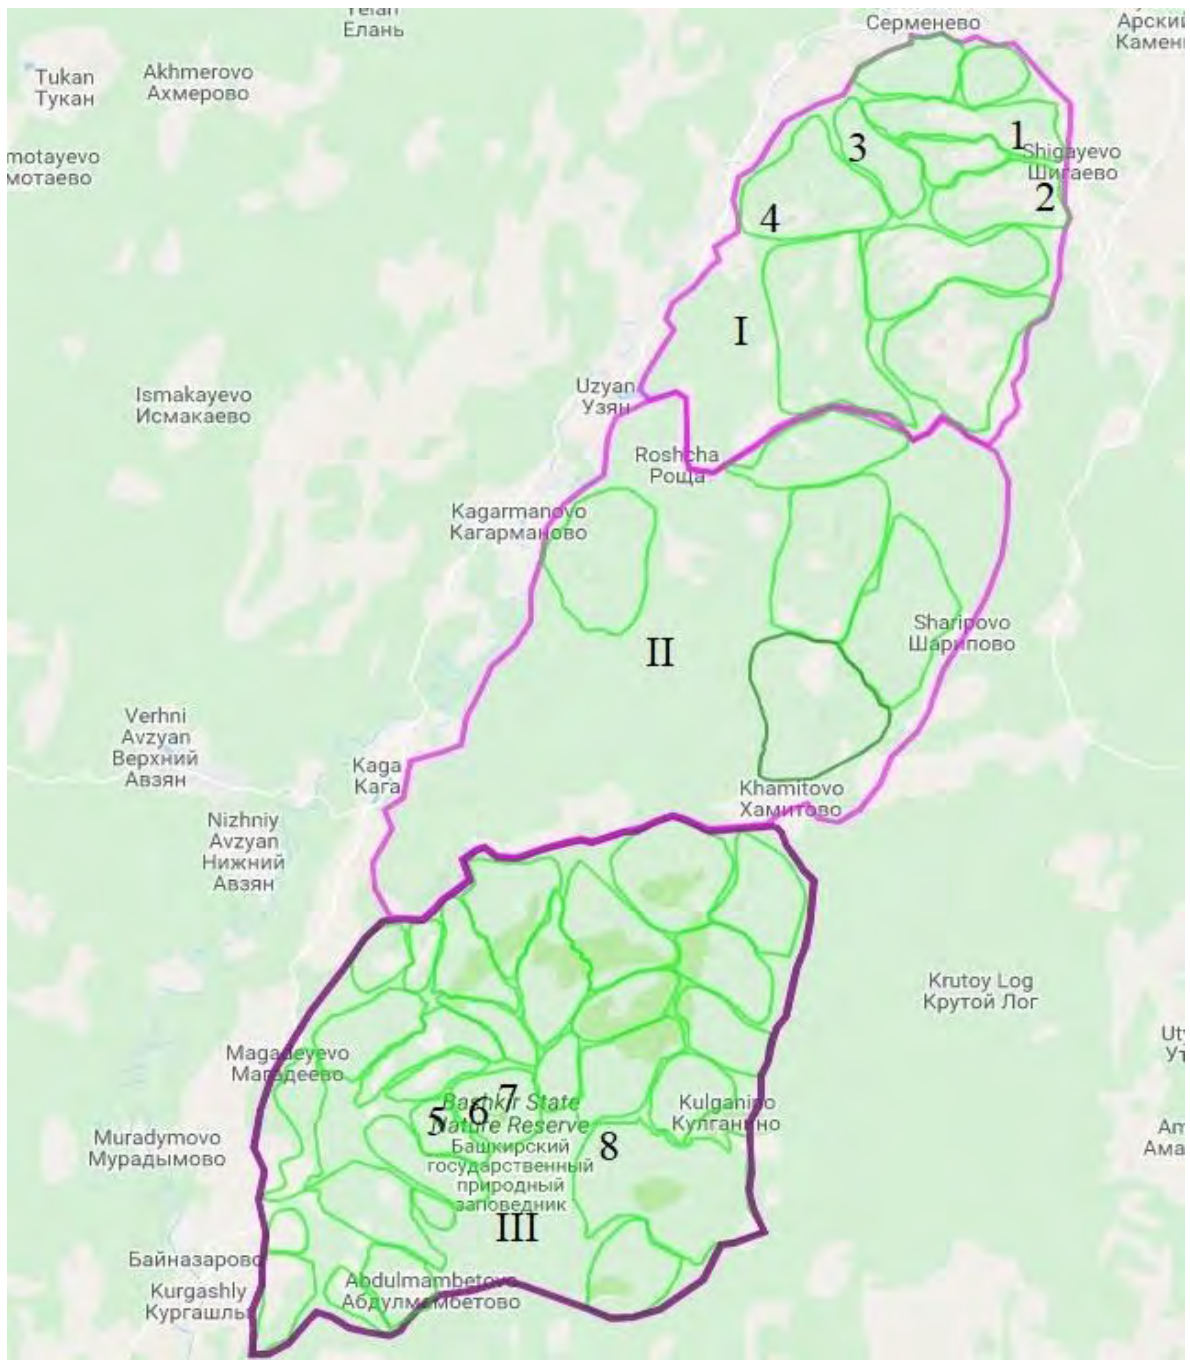 Yelan
Елань
Серменево
Арский
Камень
Tukan
Тукан
Akhmerovo
Ахмерово
motayevo
мотаево
1
Shigayevo
Шигаево
2
3
4
I
Ismakayevo
Исмакаево
Uzyan
Узян
Roshcha
Роща
Kagarmanovo
Кагарманово
Sharipovo
Шарипово
II
Verhni
Avzyan
Верхний
Авзян
Kaga
Кага
Khamitovo
Хамитово
Nizhniy
Avzyan
Нижний
Авзян
Krutoy Log
Крутой Лог
Magadeyevo
Магадеево
5
6
7
Bashkir State
Nature Reserve
Башкирский
государственный
природный
заповедник
Kulganino
Кулганино
8
Muradymovo
Мурадымово
III
Байназарово
Kurgashly
Кургашлы
Abdulmambetovo
Абдулмамбетово